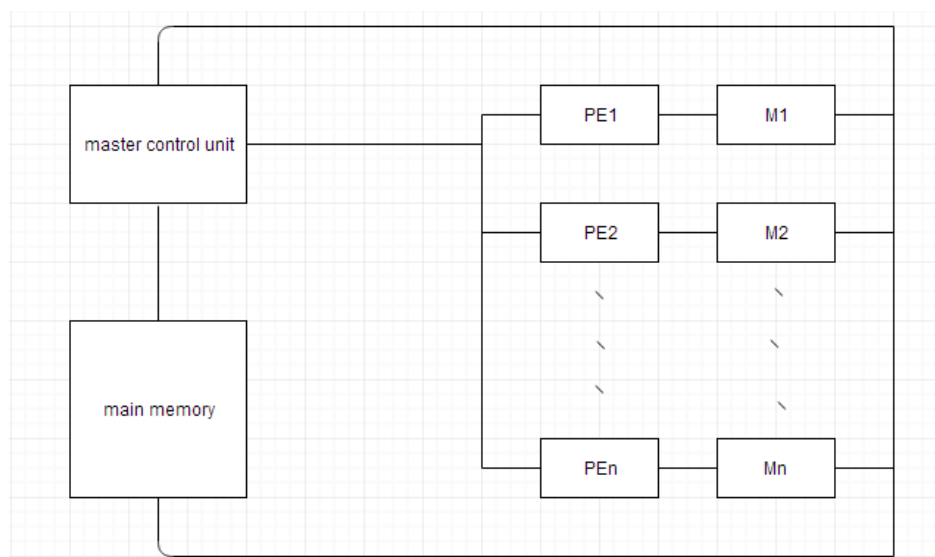 master control unit
PE1
M1
PE2
M2
main memory
PEn
Mn